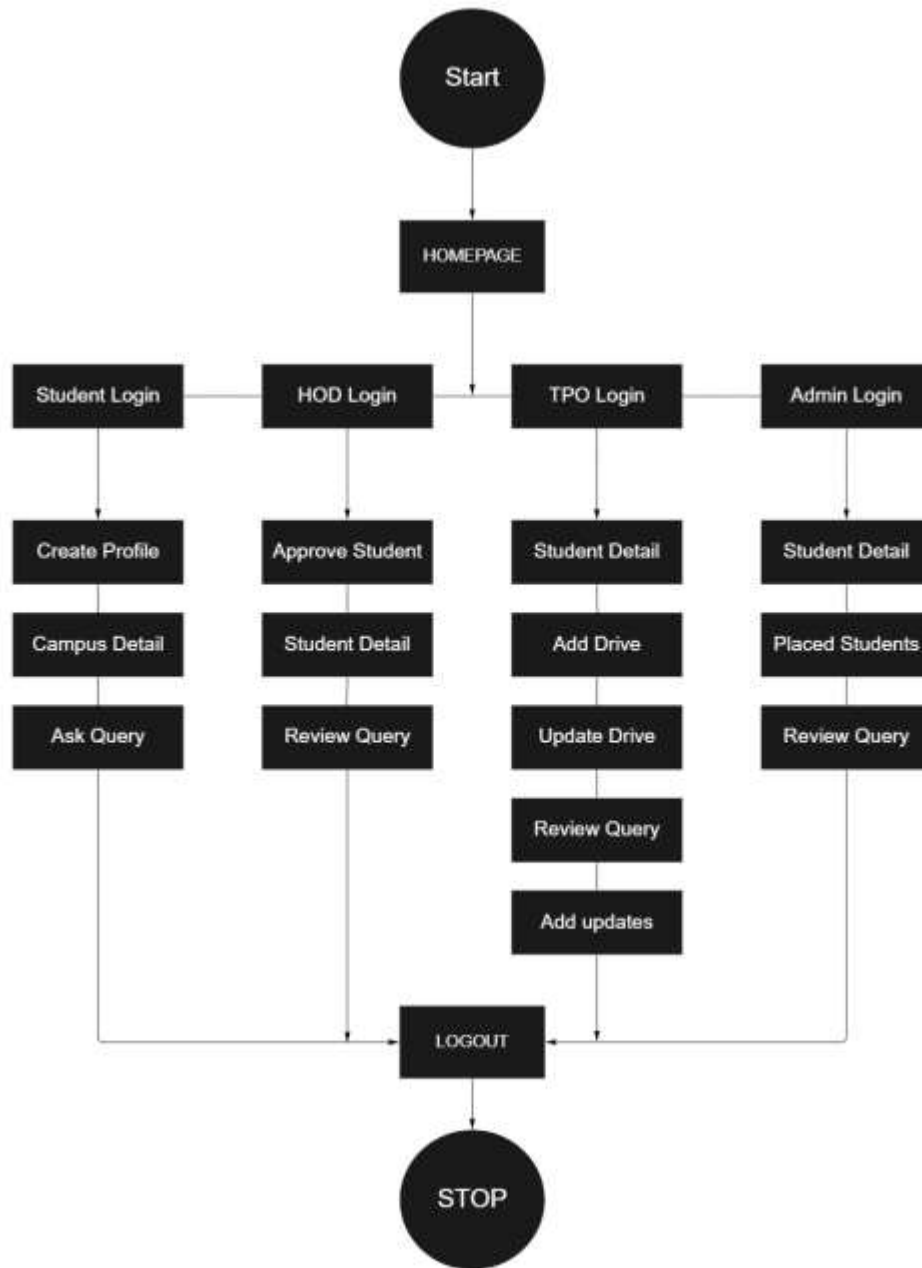 Start
HOMEPAGE
Student Login
HOD Login
TPO Login
Admin Login
Create Profile
Approve Student
Student Detail
Student Detail
Campus Detail
Student Detail
Add Drive
Placed Students
Ask Query
Review Query
Update Drive
Review Query
Review Query
Add updates
LOGOUT
STOP